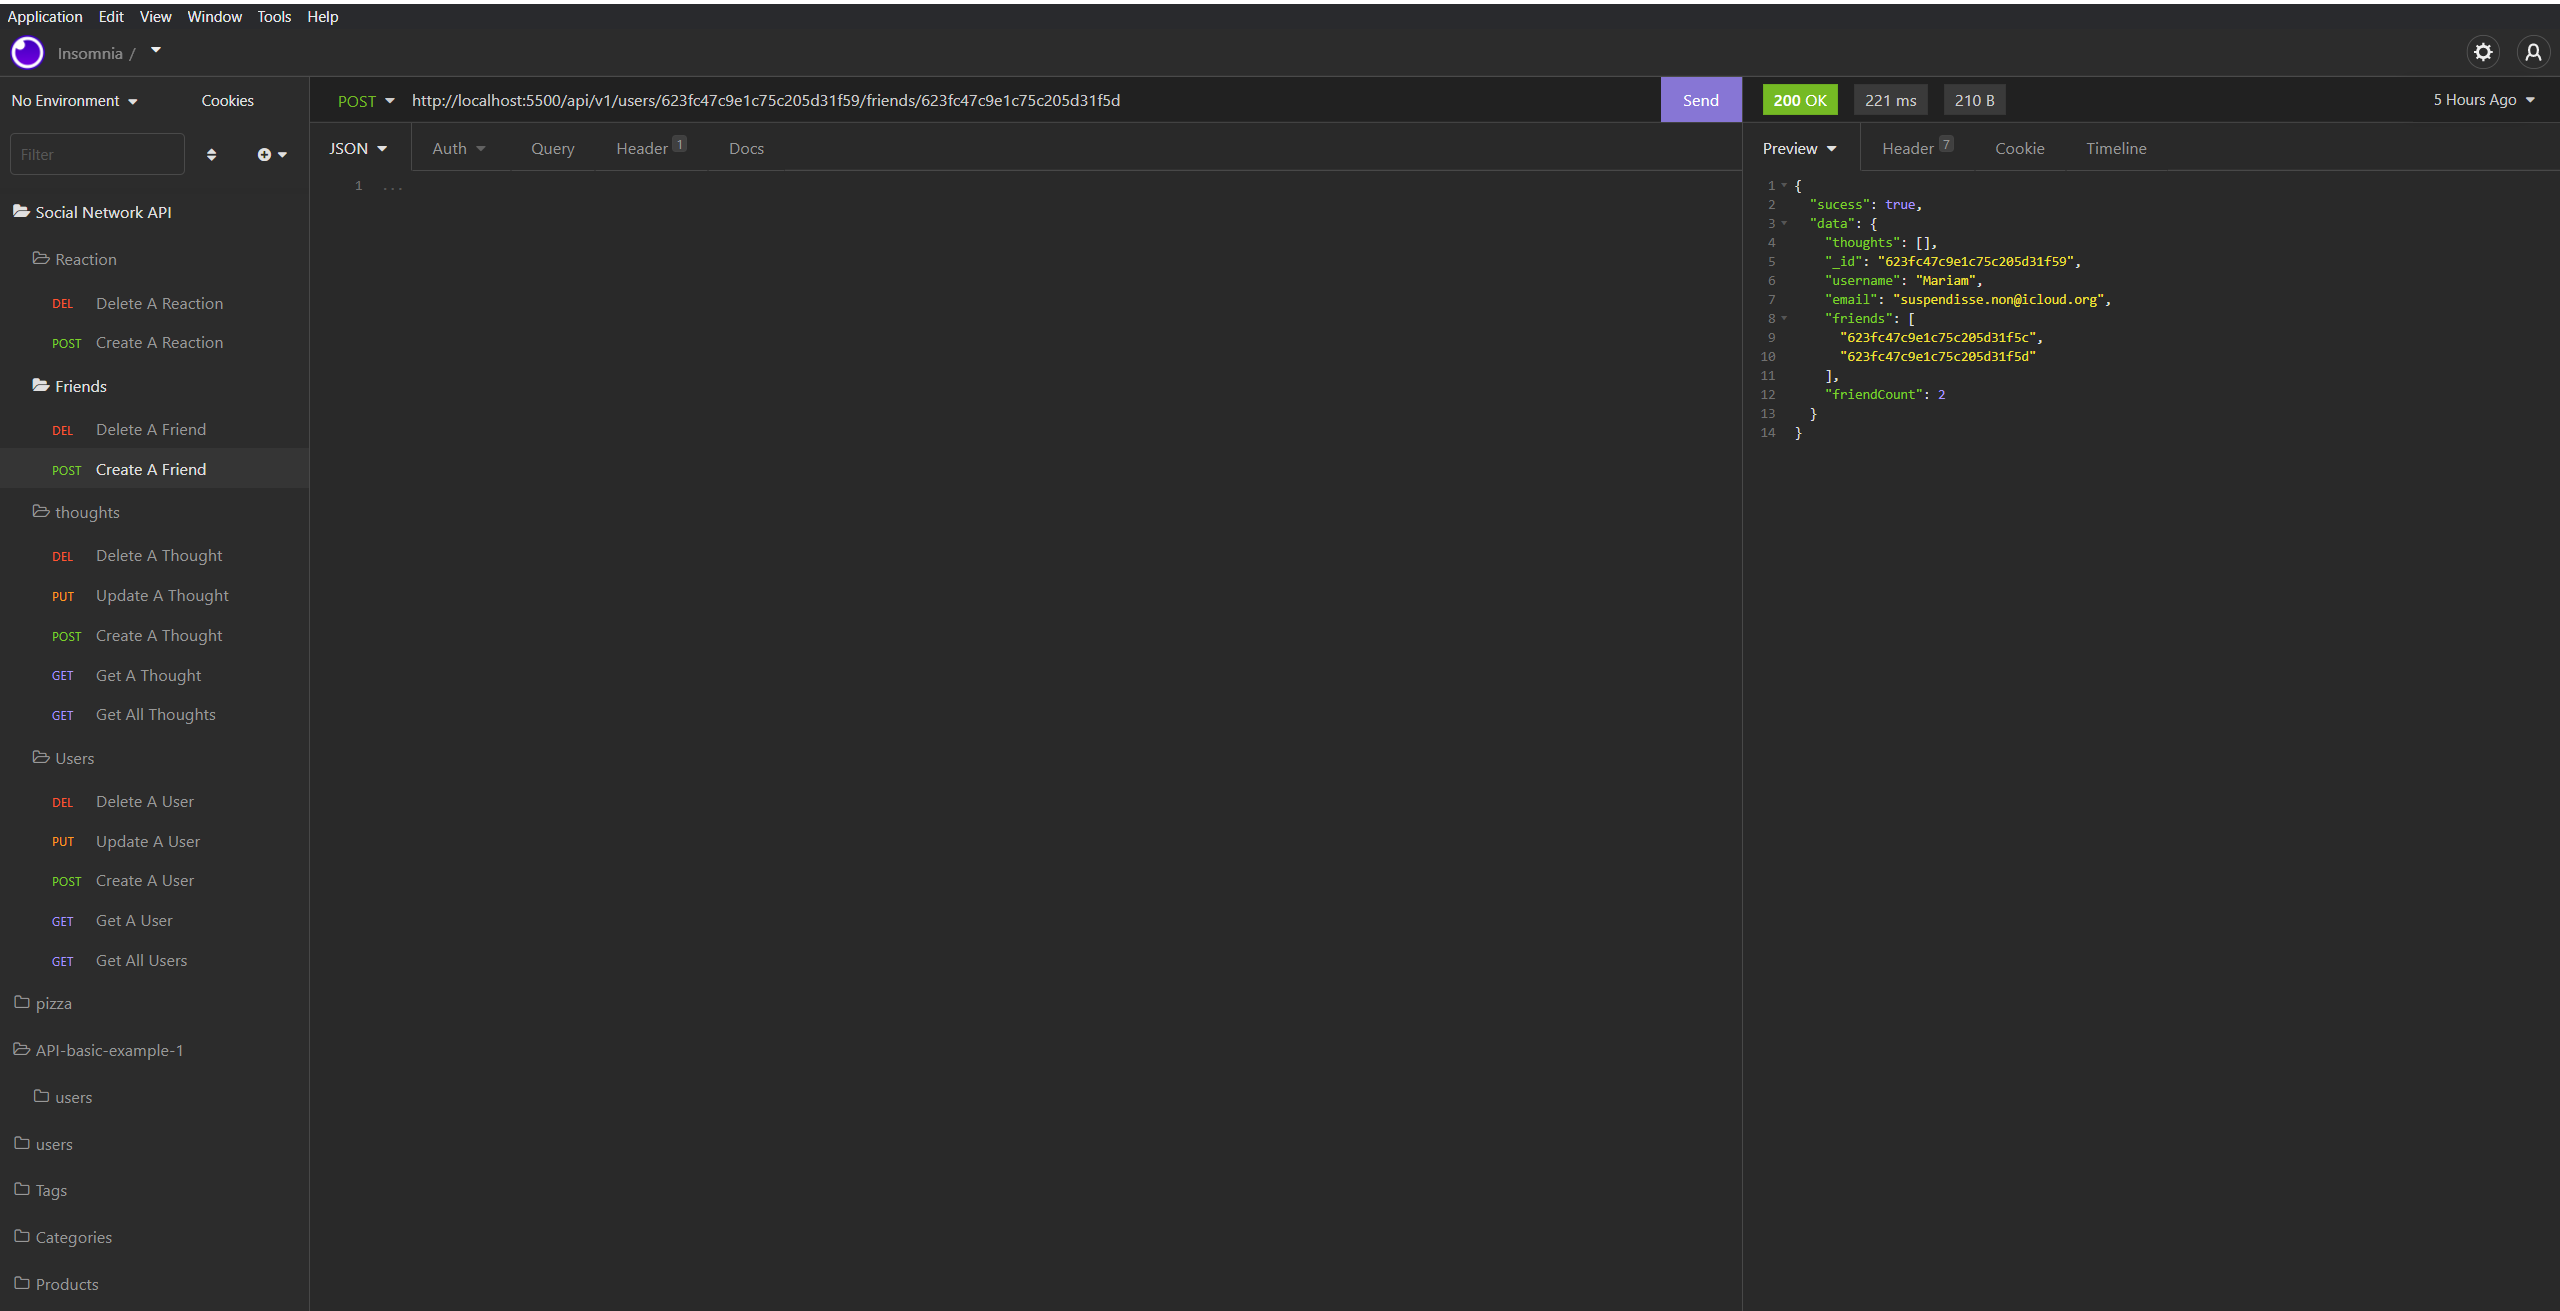 Application Edit View Window Tools Help
Insomnia /
No Environment Cookies
Filter
Social Network API
Reaction
DEL Delete A Reaction
POST Create A Reaction
Friends
DEL Delete A Friend
POST Create A Friend
thoughts
DEL Delete A Thought
PUT Update A Thought
POST Create A Thought
GET Get A Thought
GET Get All Thoughts
Users
DEL Delete A User
PUT Update A User
POST Create A User
GET Get A User
GET Get All Users
pizza
API-basic-example-1
users
users
Tags
Categories
Products
POST http://localhost:5500/api/v1/users/623fc47c9e1c75c205d31f59/friends/623fc47c9e1c75c205d31f5d Send
JSON Auth Query Header 1 Docs
1 ...
200 OK 221 ms 210 B 5 Hours Ago
Preview Header 7 Cookie Timeline
1 {
2 "sucess": true,
3 "data": {
4 "thoughts": [],
5 "_id": "623fc47c9e1c75c205d31f59",
6 "username": "Mariam",
7 "email": "suspendisse.non@icloud.org",
8 "friends": [
9 "623fc47c9e1c75c205d31f5c",
10 "623fc47c9e1c75c205d31f5d"
11 ],
12 "friendCount": 2
13 }
14 }